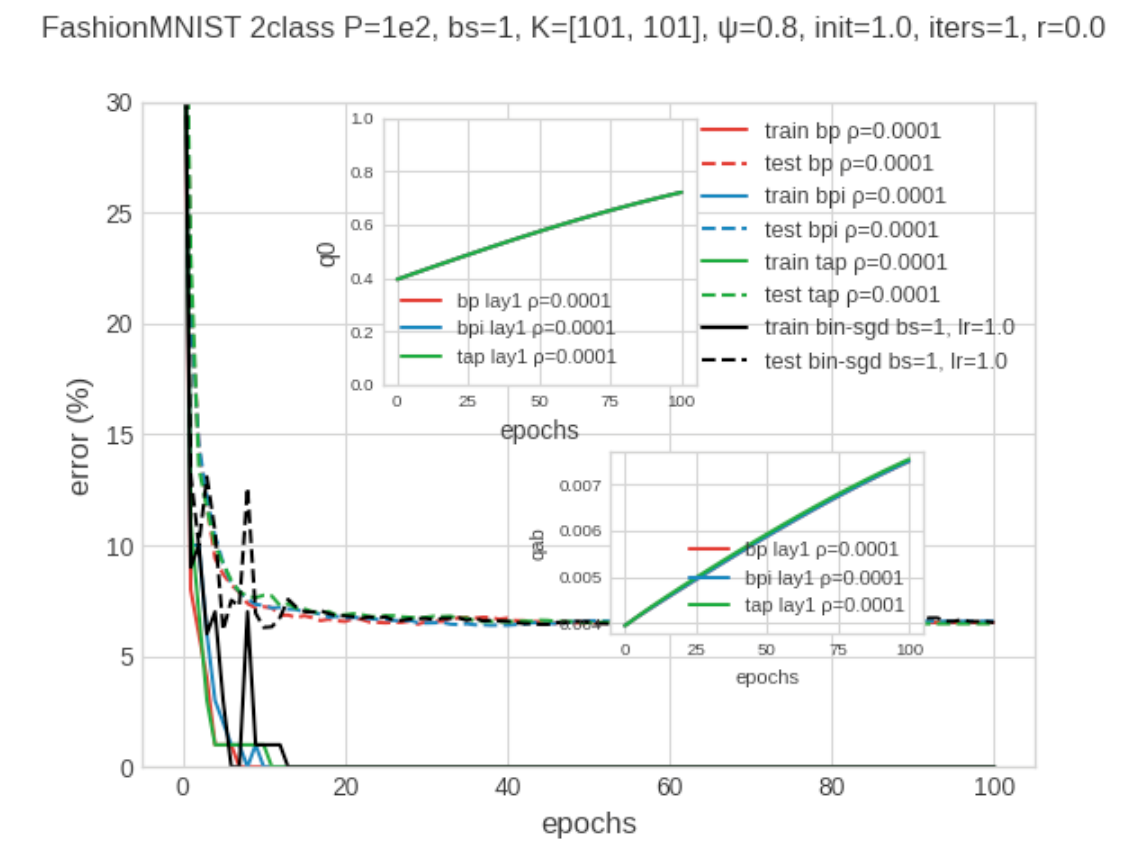 FashionMNIST 2class P=1e2, bs=1, K=[101, 101], ψ=0.8, init=1.0, iters=1, r=0.0
error (%)
30
25
20
15
10
5
0
0
20
40
60
80
100
epochs
q0
1.0
0.8
0.6
0.4
0.2
0.0
bp lay1 ρ=0.0001
bpi lay1 ρ=0.0001
tap lay1 ρ=0.0001
0
25
50
75
100
epochs
train bp ρ=0.0001
test bp ρ=0.0001
train bpi ρ=0.0001
test bpi ρ=0.0001
train tap ρ=0.0001
test tap ρ=0.0001
train bin-sgd bs=1, lr=1.0
test bin-sgd bs=1, lr=1.0
qab
0.007
0.006
0.005
0.004
bp lay1 ρ=0.0001
bpi lay1 ρ=0.0001
tap lay1 ρ=0.0001
0
25
50
75
100
epochs